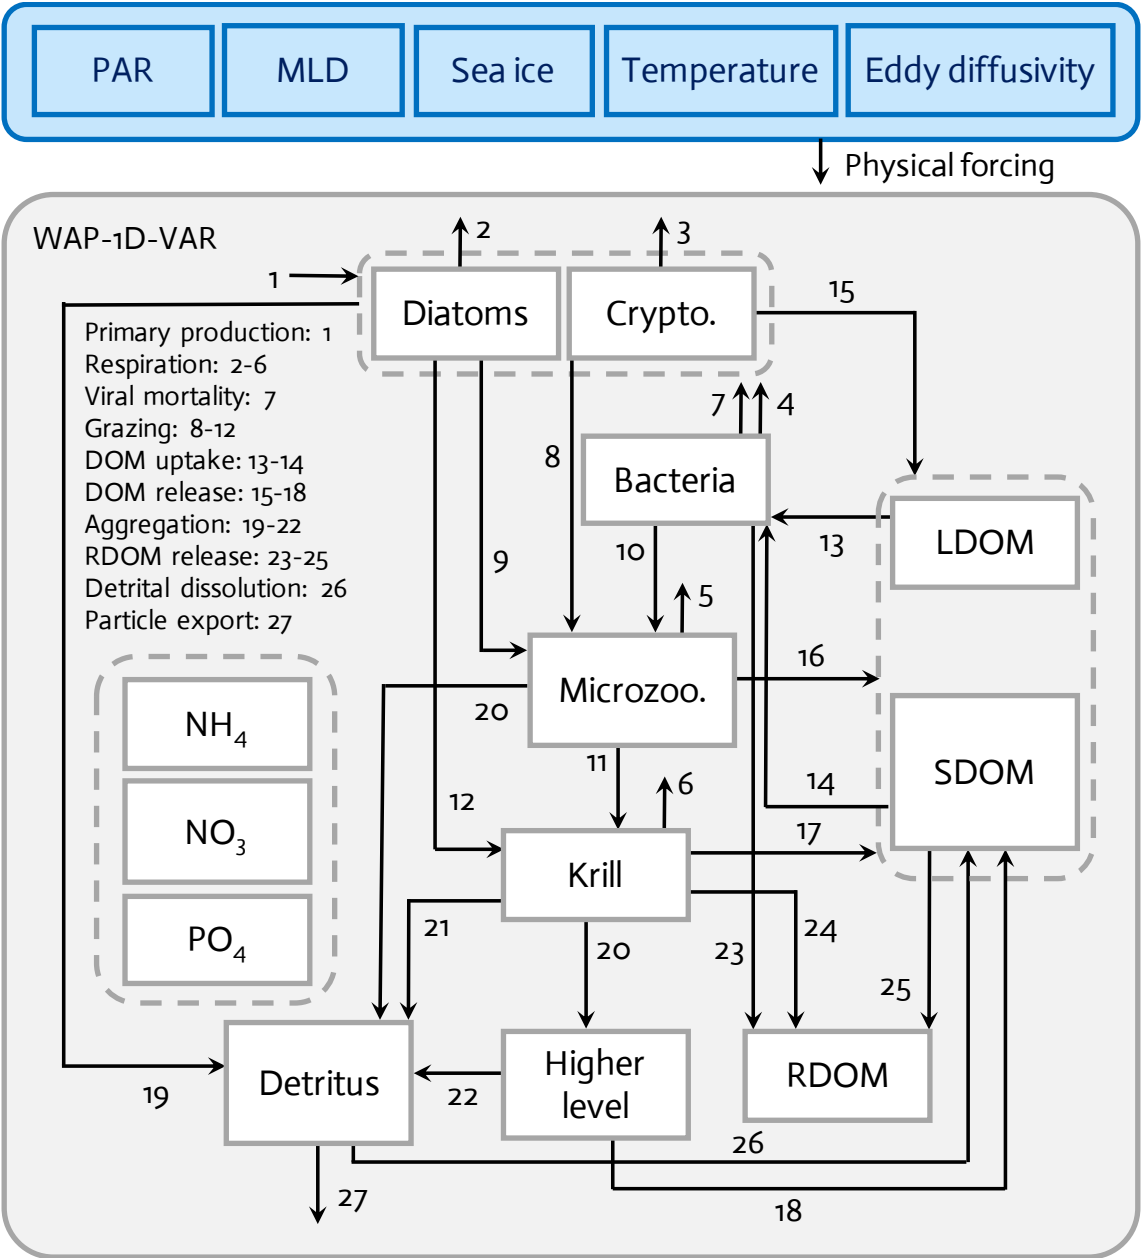 PAR MLD Sea ice Temperature Eddy diffusivity
Physical forcing
WAP-1D-VAR
2 3
1
Diatoms Crypto.
15
Primary production: 1
Respiration: 2-6
Viral mortality: 7
Grazing: 8-12
DOM uptake: 13-14
DOM release: 15-18
Aggregation: 19-22
RDOM release: 23-25
Detrital dissolution: 26
Particle export: 27
7 4
8
Bacteria
9
10
13
LDOM
5
16
Microzoo.
20
NH₄
11
SDOM
6
14
12
17
NO₃
Krill
21
24
20
23
PO₄
25
Higher
level
Detritus
RDOM
19
22
26
27
18